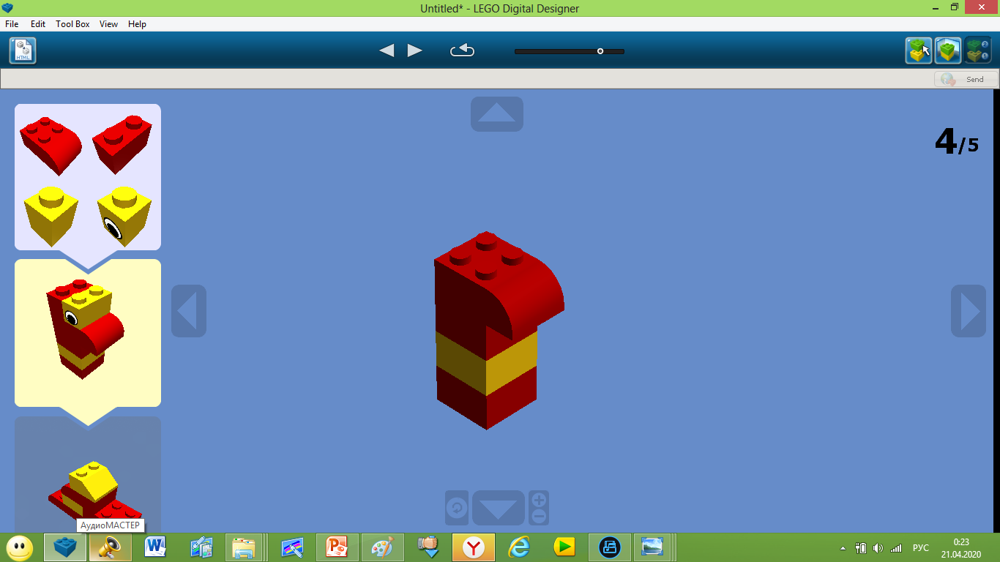 Untitled* - LEGO Digital Designer
File Edit Tool Box View Help
HTML
Send
4/5
АудиоМАСТЕР
РУС
0:23
21.04.2020